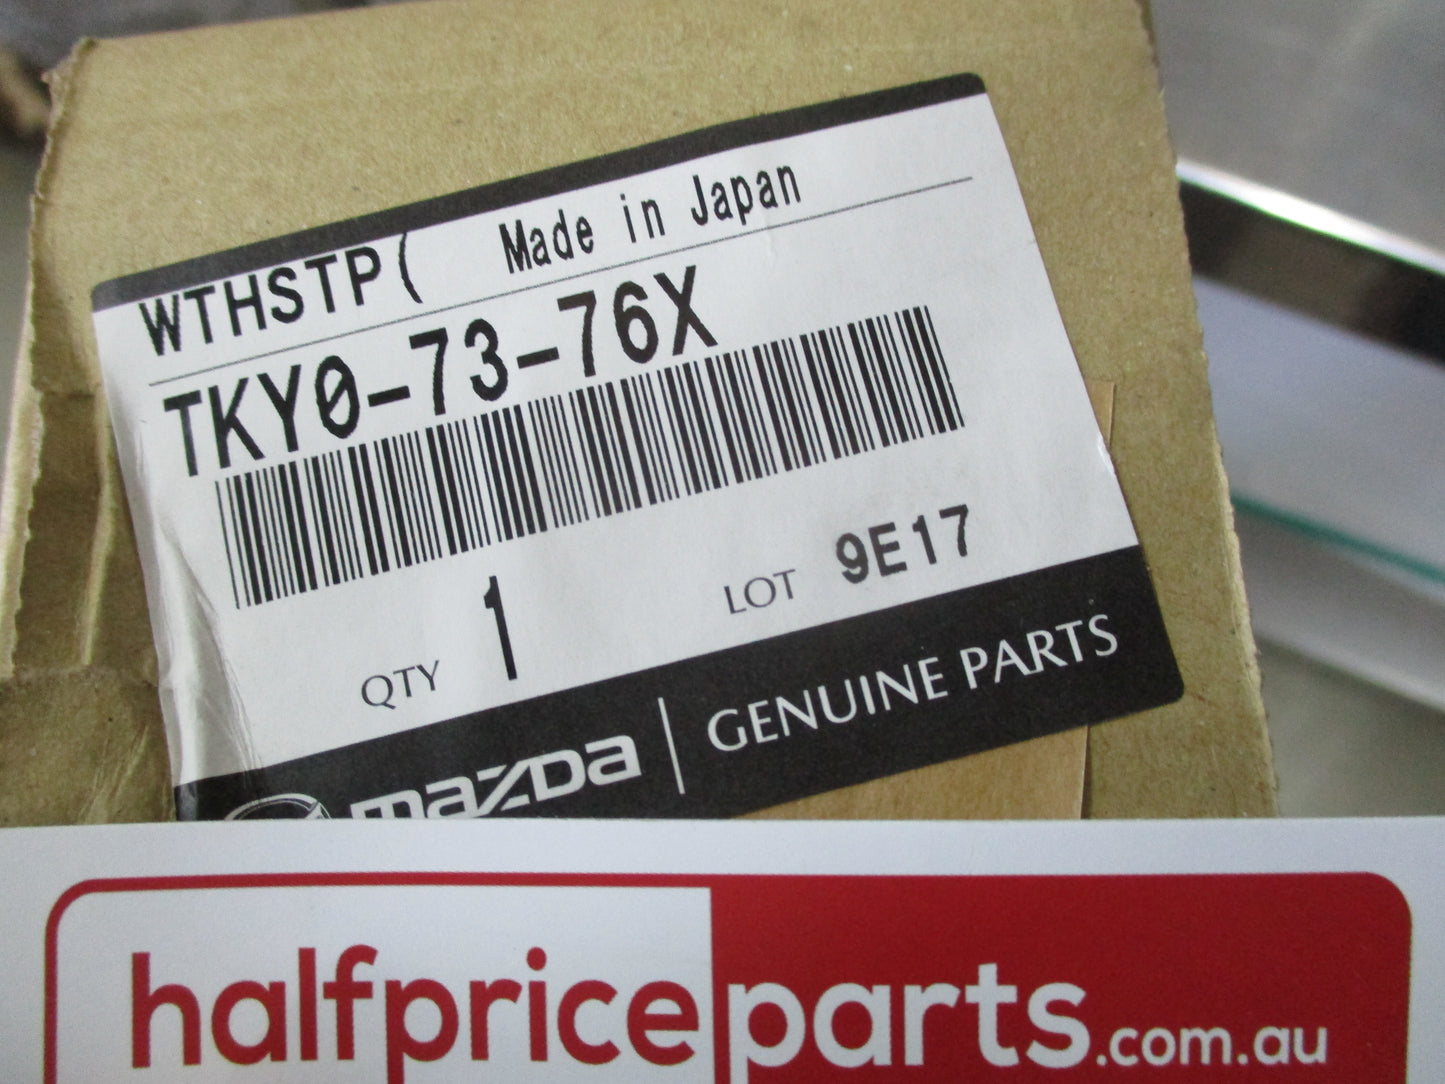 WTHSTP( Made in Japan
TKY0-73-76X
QTY 1 LOT 9E17
mazda | GENUINE PARTS
halfpriceparts.com.au